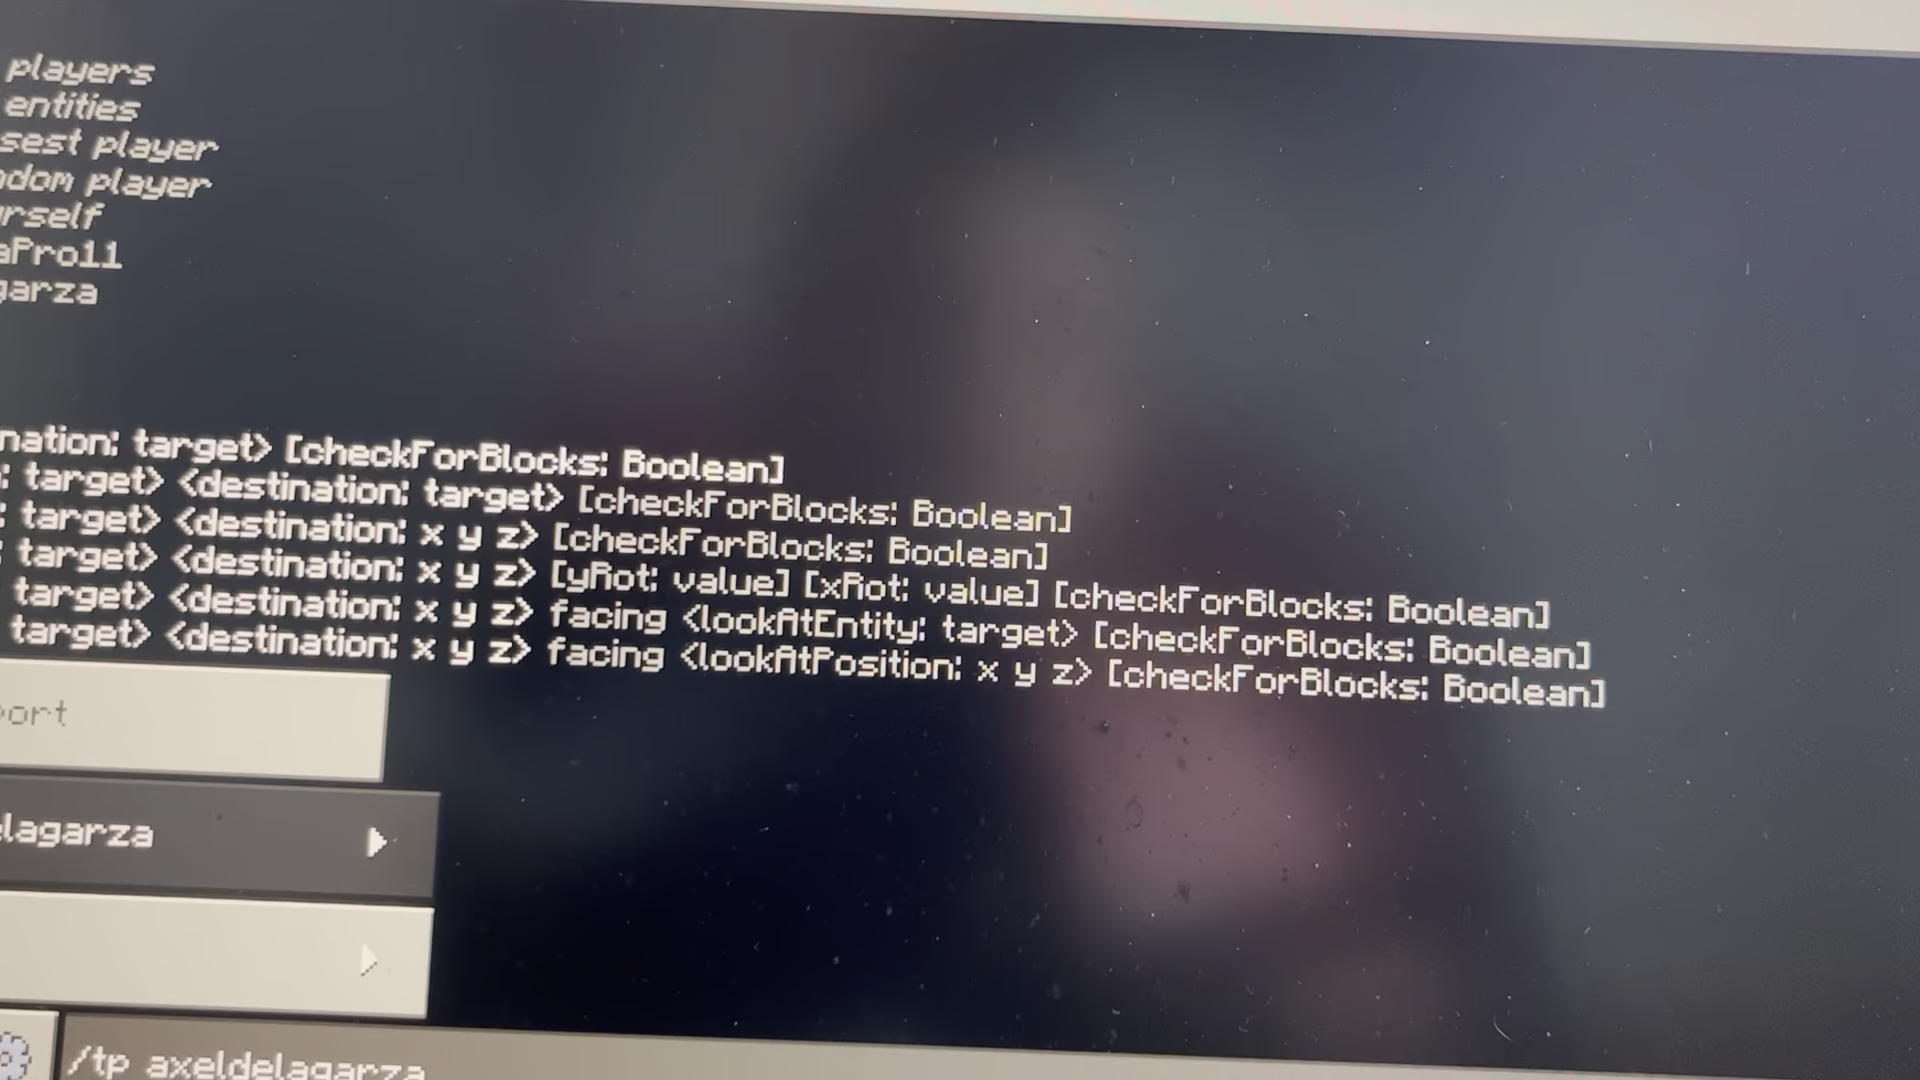 players
entities
sest player
ndom player
rself
aPro11
garza
nation: target> [checkForBlocks: Boolean]
: target> <destination: target> [checkForBlocks: Boolean]
: target> <destination: x y z> [checkForBlocks: Boolean]
: target> <destination: x y z> [yRot: value] [xRot: value] [checkForBlocks: Boolean]
target> <destination: x y z> facing <lookAtEntity: target> [checkForBlocks: Boolean]
target> <destination: x y z> facing <lookAtPosition: x y z> [checkForBlocks: Boolean]
ort
elagarza
/tp axeldelagarza